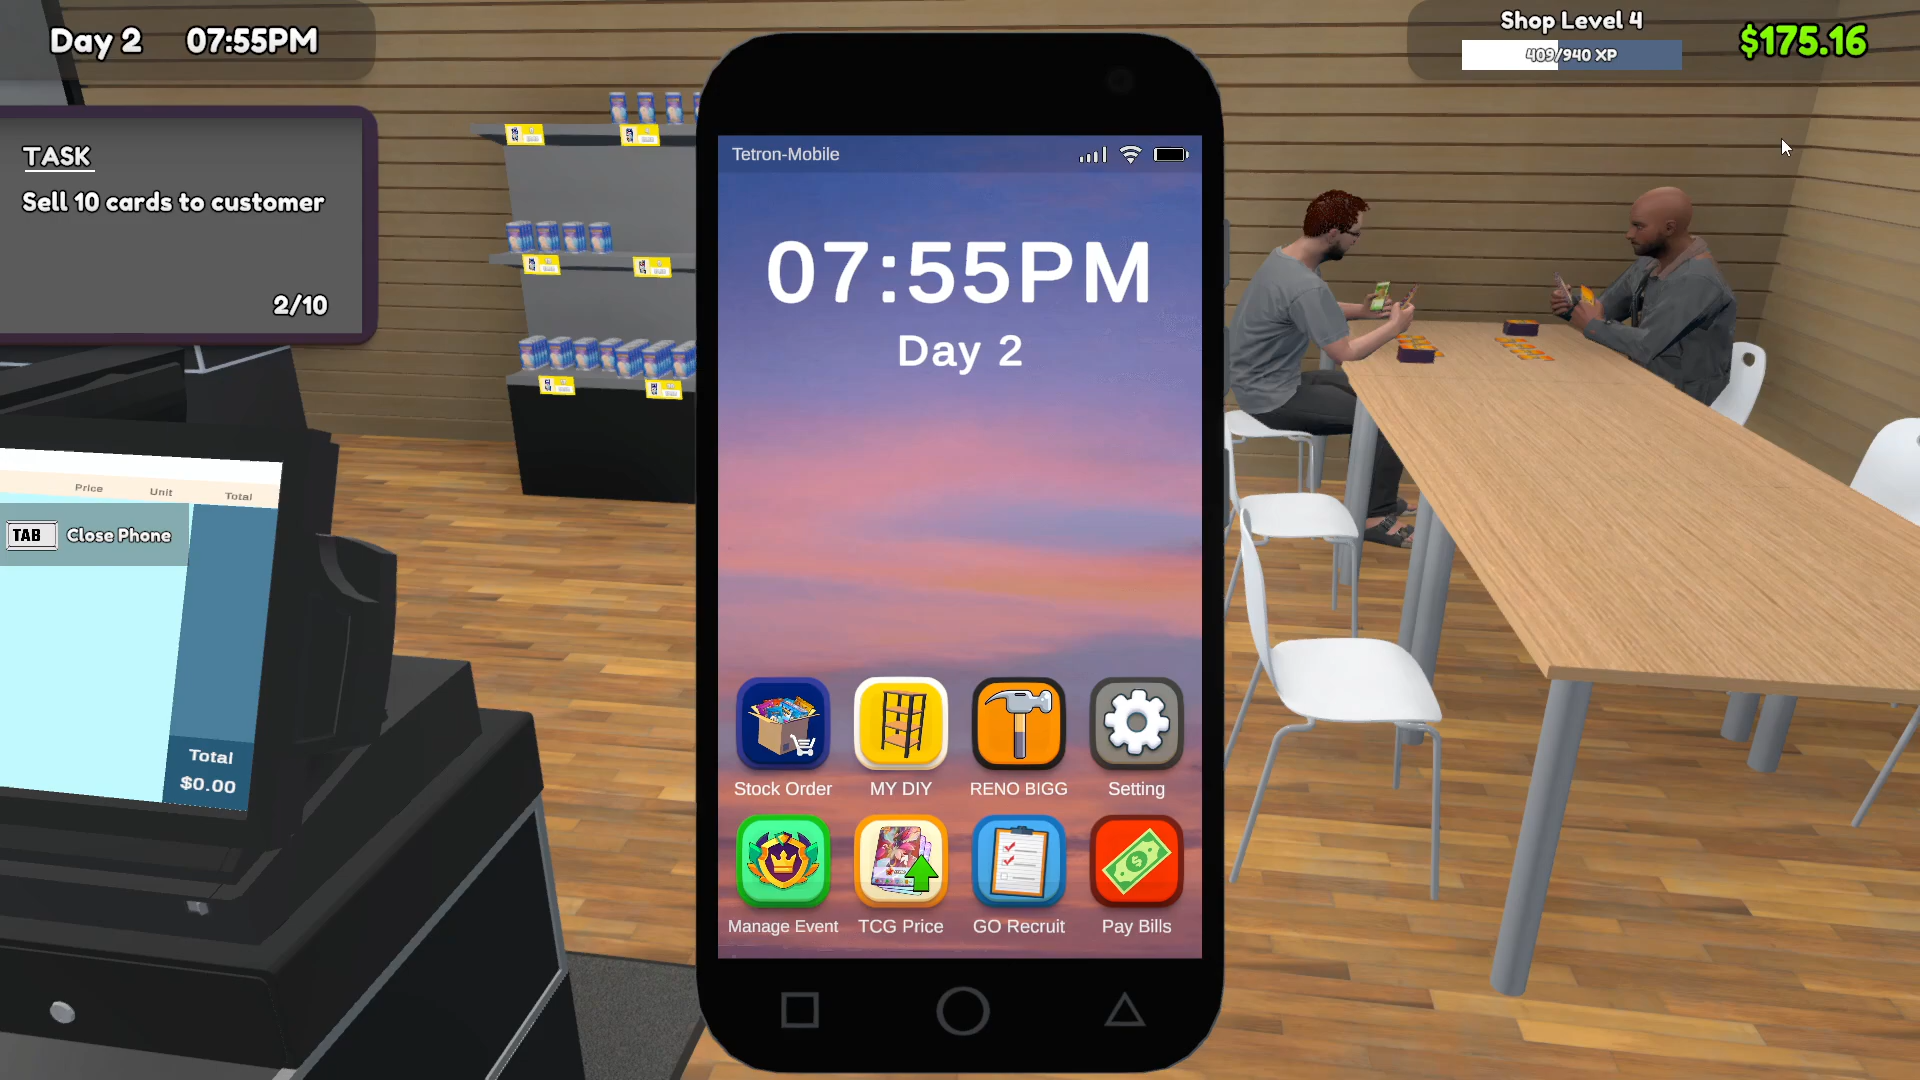 Day 2 07:55PM
Shop Level 4
409/940 XP
$175.16
TASK
Sell 10 cards to customer
2/10
Price Unit Total
TAB Close Phone
Total
$0.00
Tetron-Mobile
07:55PM
Day 2
Stock Order MY DIY RENO BIGG Setting
Manage Event TCG Price GO Recruit Pay Bills